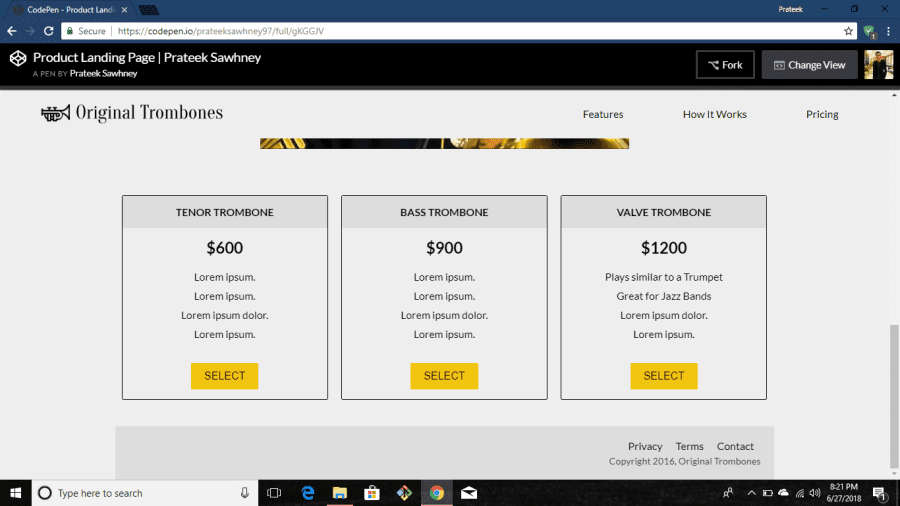 CodePen - Product Landi
Prateek
Secure https://codepen.io/prateeksawhney97/full/gKGGJV
1
Product Landing Page | Prateek Sawhney
A PEN BY Prateek Sawhney
Fork
Change View
Original Trombones
Features
How It Works
Pricing
TENOR TROMBONE
$600
Lorem ipsum.
Lorem ipsum.
Lorem ipsum dolor.
Lorem ipsum.
SELECT
BASS TROMBONE
$900
Lorem ipsum.
Lorem ipsum.
Lorem ipsum dolor.
Lorem ipsum.
SELECT
VALVE TROMBONE
$1200
Plays similar to a Trumpet
Great for Jazz Bands
Lorem ipsum dolor.
Lorem ipsum.
SELECT
Privacy Terms Contact
Copyright 2016, Original Trombones
Type here to search
8:21 PM
6/27/2018
1